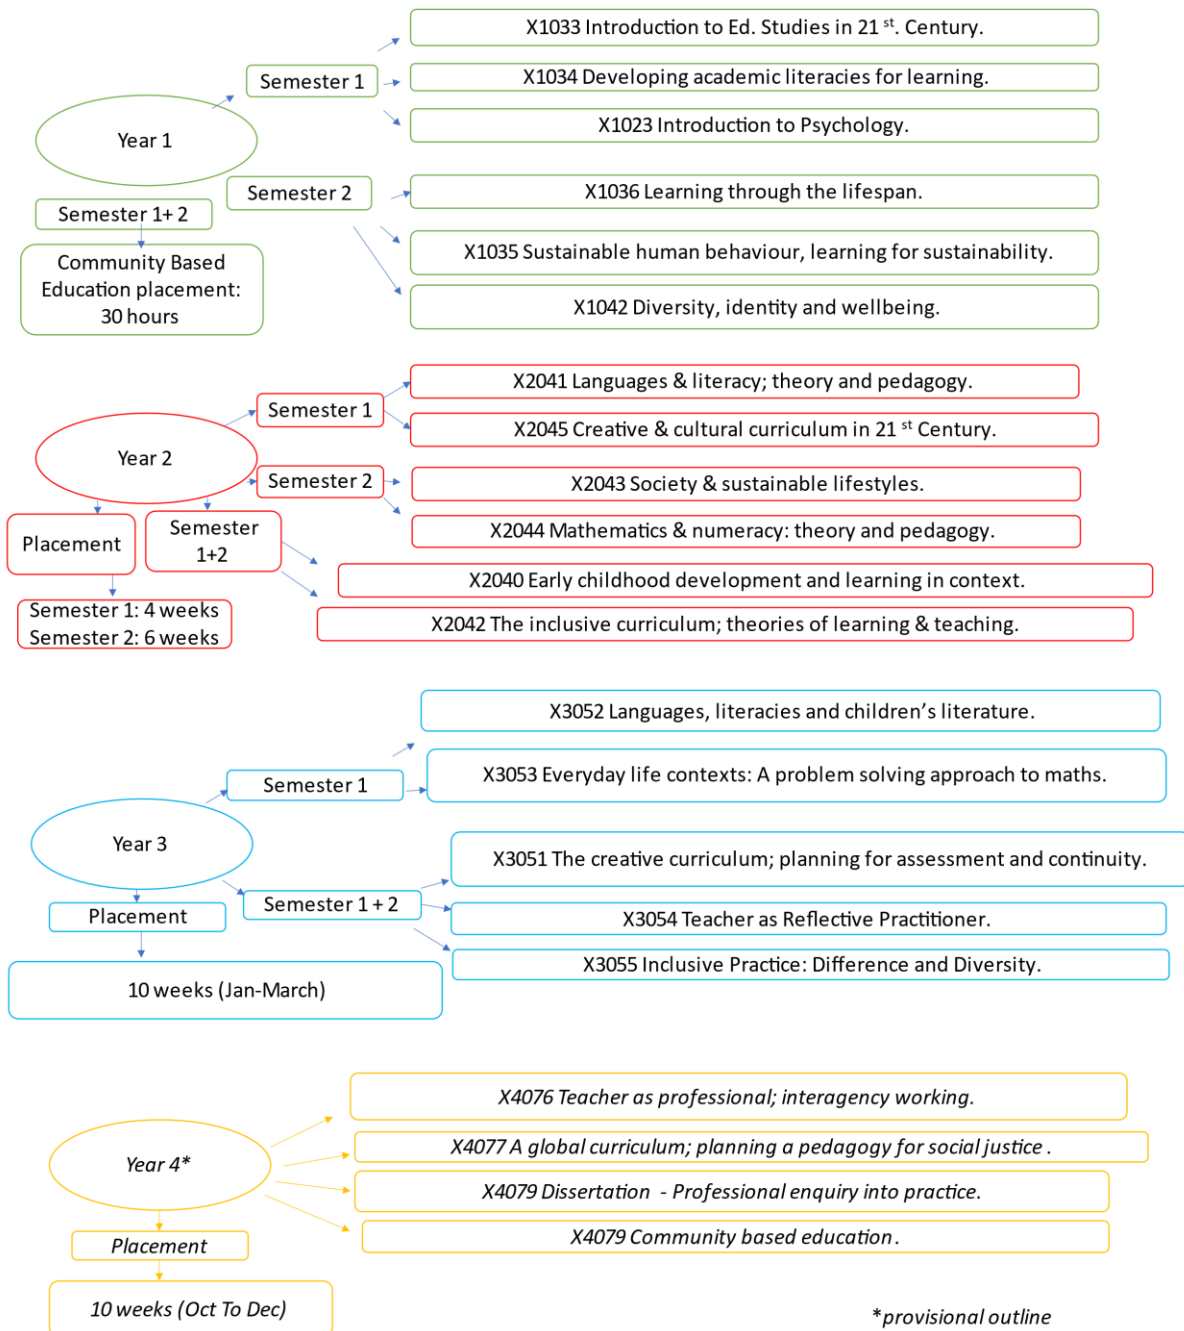 X1033 Introduction to Ed. Studies in 21 st. Century.
Semester 1
X1034 Developing academic literacies for learning.
X1023 Introduction to Psychology.
Year 1
Semester 2
X1036 Learning through the lifespan.
Semester 1+ 2
X1035 Sustainable human behaviour, learning for sustainability.
Community Based
Education placement:
30 hours
X1042 Diversity, identity and wellbeing.
X2041 Languages & literacy; theory and pedagogy.
Semester 1
X2045 Creative & cultural curriculum in 21 st Century.
Year 2
Semester 2
X2043 Society & sustainable lifestyles.
X2044 Mathematics & numeracy: theory and pedagogy.
Placement
Semester
1+2
X2040 Early childhood development and learning in context.
Semester 1: 4 weeks
Semester 2: 6 weeks
X2042 The inclusive curriculum; theories of learning & teaching.
X3052 Languages, literacies and children’s literature.
Semester 1
X3053 Everyday life contexts: A problem solving approach to maths.
Year 3
X3051 The creative curriculum; planning for assessment and continuity.
Placement
Semester 1 + 2
X3054 Teacher as Reflective Practitioner.
X3055 Inclusive Practice: Difference and Diversity.
10 weeks (Jan-March)
X4076 Teacher as professional; interagency working.
X4077 A global curriculum; planning a pedagogy for social justice .
Year 4*
X4079 Dissertation - Professional enquiry into practice.
X4079 Community based education .
Placement
10 weeks (Oct To Dec)
*provisional outline